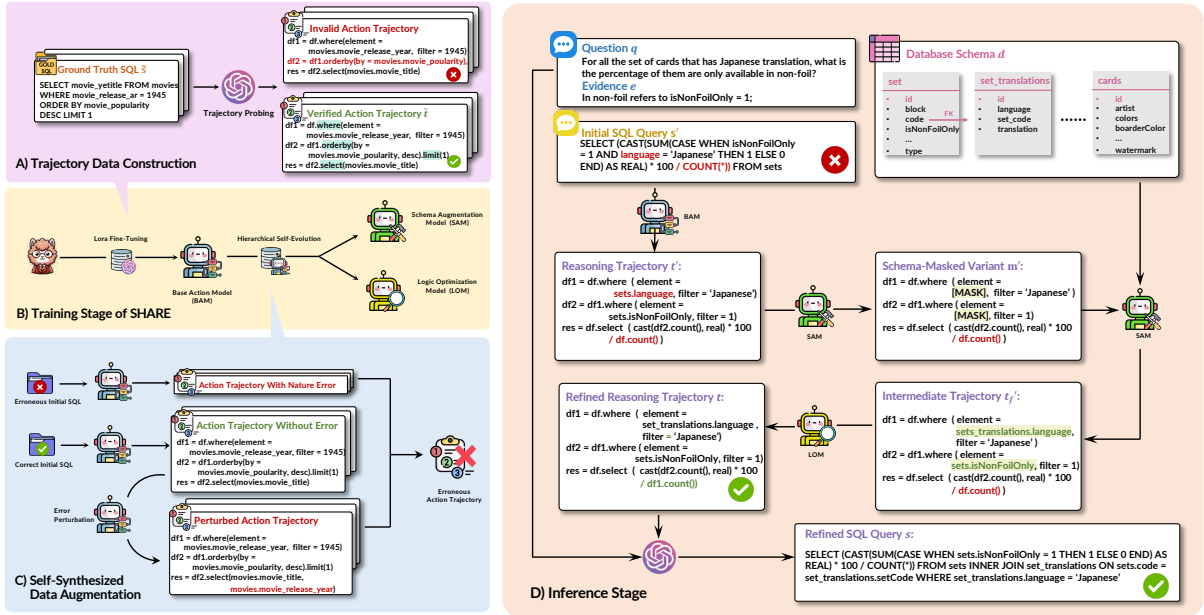 GOLD
SQL
Ground Truth SQL s̃
SELECT movie_yetitle FROM movies
WHERE movie_release_ar = 1945
ORDER BY movie_popularity
DESC LIMIT 1
Trajectory Probing
Invalid Action Trajectory
df1 = df.where(element =
movies.movie_release_year, filter = 1945)
df2 = df1.orderby(by = movies.movie_popularity),
res = df2.select(movies.movie_title)
Verified Action Trajectory t̃
df1 = df.where(element =
movies.movie_release_year, filter = 1945)
df2 = df1.orderby(by =
movies.movie_poularity, desc).limit(1)
res = df2.select(movies.movie_title)
A) Trajectory Data Construction
Lora Fine-Tuning
Base Action Model
(BAM)
Hierarchical Self-Evolution
Schema Augmentation
Model (SAM)
Logic Optimization
Model (LOM)
B) Training Stage of SHARE
Erroneous Initial SQL
Action Trajectory With Nature Error
Correct Initial SQL
Action Trajectory Without Error
df1 = df.where(element =
movies.movie_release_year, filter = 1945)
df2 = df1.orderby(by =
movies.movie_poularity, desc).limit(1)
res = df2.select(movies.movie_title)
Error
Perturbation
Perturbed Action Trajectory
df1 = df.where(element =
movies.movie_release_year, filter = 1945)
df2 = df1.orderby(by =
movies.movie_poularity, desc).limit(1)
res = df2.select(movies.movie_title,
movies.movie_release_year)
Erroneous
Action Trajectory
C) Self-Synthesized
Data Augmentation
Question q
For all the set of cards that has Japanese translation, what is
the percentage of them are only available in non-foil?
Evidence e
In non-foil refers to isNonFoilOnly = 1;
Initial SQL Query s'
SELECT (CAST(SUM(CASE WHEN isNonFoilOnly
= 1 AND language = 'Japanese' THEN 1 ELSE 0
END) AS REAL) * 100 / COUNT(*)) FROM sets
Database Schema d
set
• id
• block
• code
• isNonFoilOnly
• ...
• type
FK
set_translations
• id
• language
• set_code
• translation
......
cards
• id
• artist
• colors
• boarderColor
• ...
• watermark
BAM
Reasoning Trajectory t':
df1 = df.where ( element =
sets.language, filter = 'Japanese')
df2 = df1.where ( element =
sets.isNonFoilOnly, filter = 1)
res = df.select ( cast(df2.count(), real) * 100
/ df.count() )
SAM
Schema-Masked Variant m':
df1 = df.where ( element =
[MASK], filter = 'Japanese' )
df2 = df1.where ( element =
[MASK], filter = 1)
res = df.select ( cast(df2.count(), real) * 100
/ df.count() )
SAM
Refined Reasoning Trajectory t:
df1 = df.where ( element =
set_translations.language ,
filter = 'Japanese')
df2 = df1.where ( element =
sets.isNonFoilOnly, filter = 1)
res = df.select ( cast(df2.count(), real) * 100
/ df1.count())
LOM
Intermediate Trajectory tf':
df1 = df.where ( element =
sets_translations.language,
filter = 'Japanese' )
df2 = df1.where ( element =
sets.isNonFoilOnly, filter = 1)
res = df.select ( cast(df2.count(), real) * 100
/ df.count() )
Refined SQL Query s:
SELECT (CAST(SUM(CASE WHEN sets.isNonFoilOnly = 1 THEN 1 ELSE 0 END) AS
REAL) * 100 / COUNT(*)) FROM sets INNER JOIN set_translations ON sets.code =
set_translations.setCode WHERE set_translations.language = 'Japanese'
D) Inference Stage